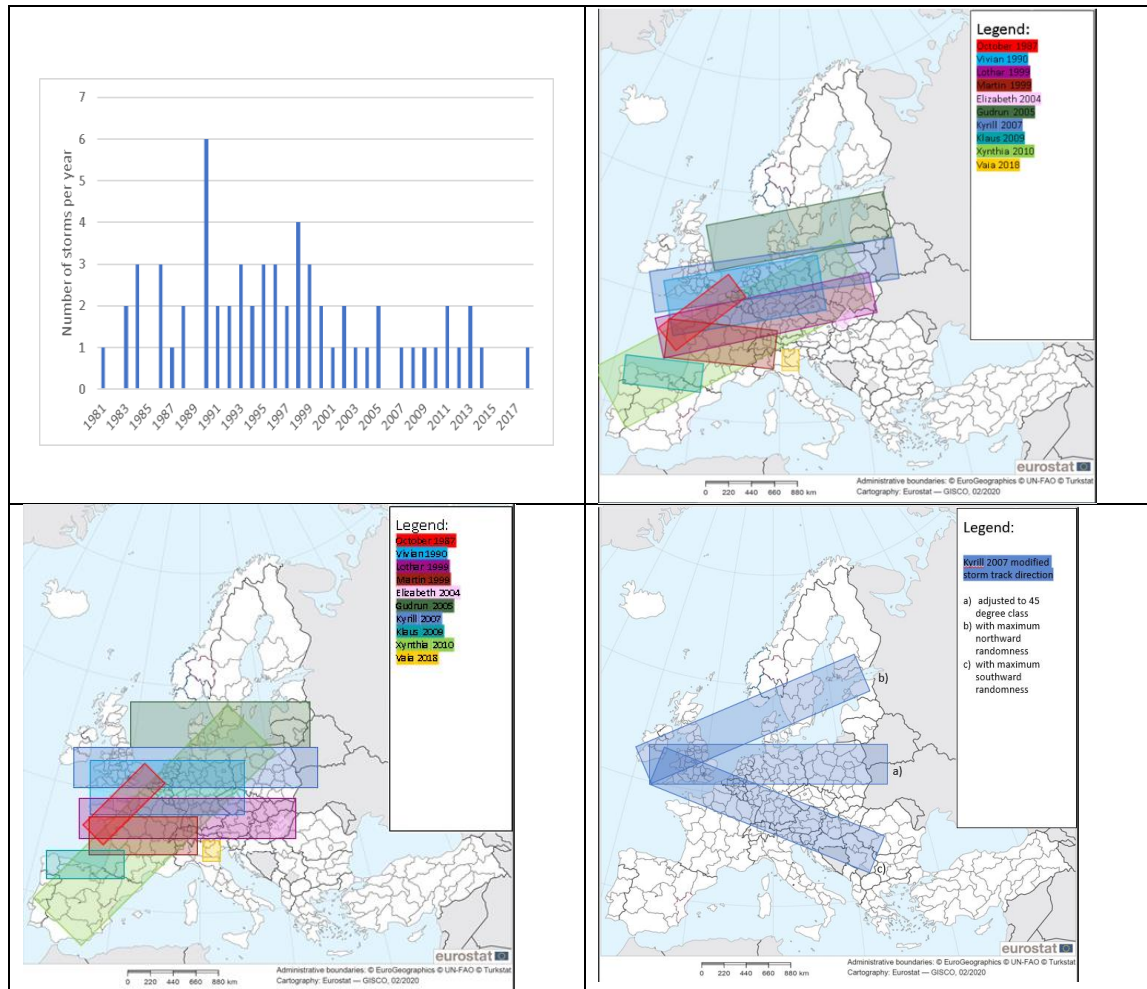 Number of storms per year
7
6
5
4
3
2
1
0
1981
1983
1985
1987
1989
1991
1993
1995
1997
1999
2001
2003
2005
2007
2009
2011
2013
2015
2017
Legend:
October 1987
Vivian 1990
Lothar 1999
Martin 1999
Elizabeth 2004
Gudrun 2005
Kyrill 2007
Klaus 2009
Xynthia 2010
Vaia 2018
eurostat
Administrative boundaries: © EuroGeographics © UN-FAO © Turkstat
Cartography: Eurostat — GISCO, 02/2020
0 220 440 660 880 km
Legend:
October 1987
Vivian 1990
Lothar 1999
Martin 1999
Elizabeth 2004
Gudrun 2005
Kyrill 2007
Klaus 2009
Xynthia 2010
Vaia 2018
eurostat
Administrative boundaries: © EuroGeographics © UN-FAO © Turkstat
Cartography: Eurostat — GISCO, 02/2020
0 220 440 660 880 km
Legend:
Kyrill 2007 modified
storm track direction
a) adjusted to 45
degree class
b) with maximum
northward
randomness
c) with maximum
southward
randomness
b)
a)
c)
eurostat
Administrative boundaries: © EuroGeographics © UN-FAO © Turkstat
Cartography: Eurostat — GISCO, 02/2020
0 220 440 660 880 km